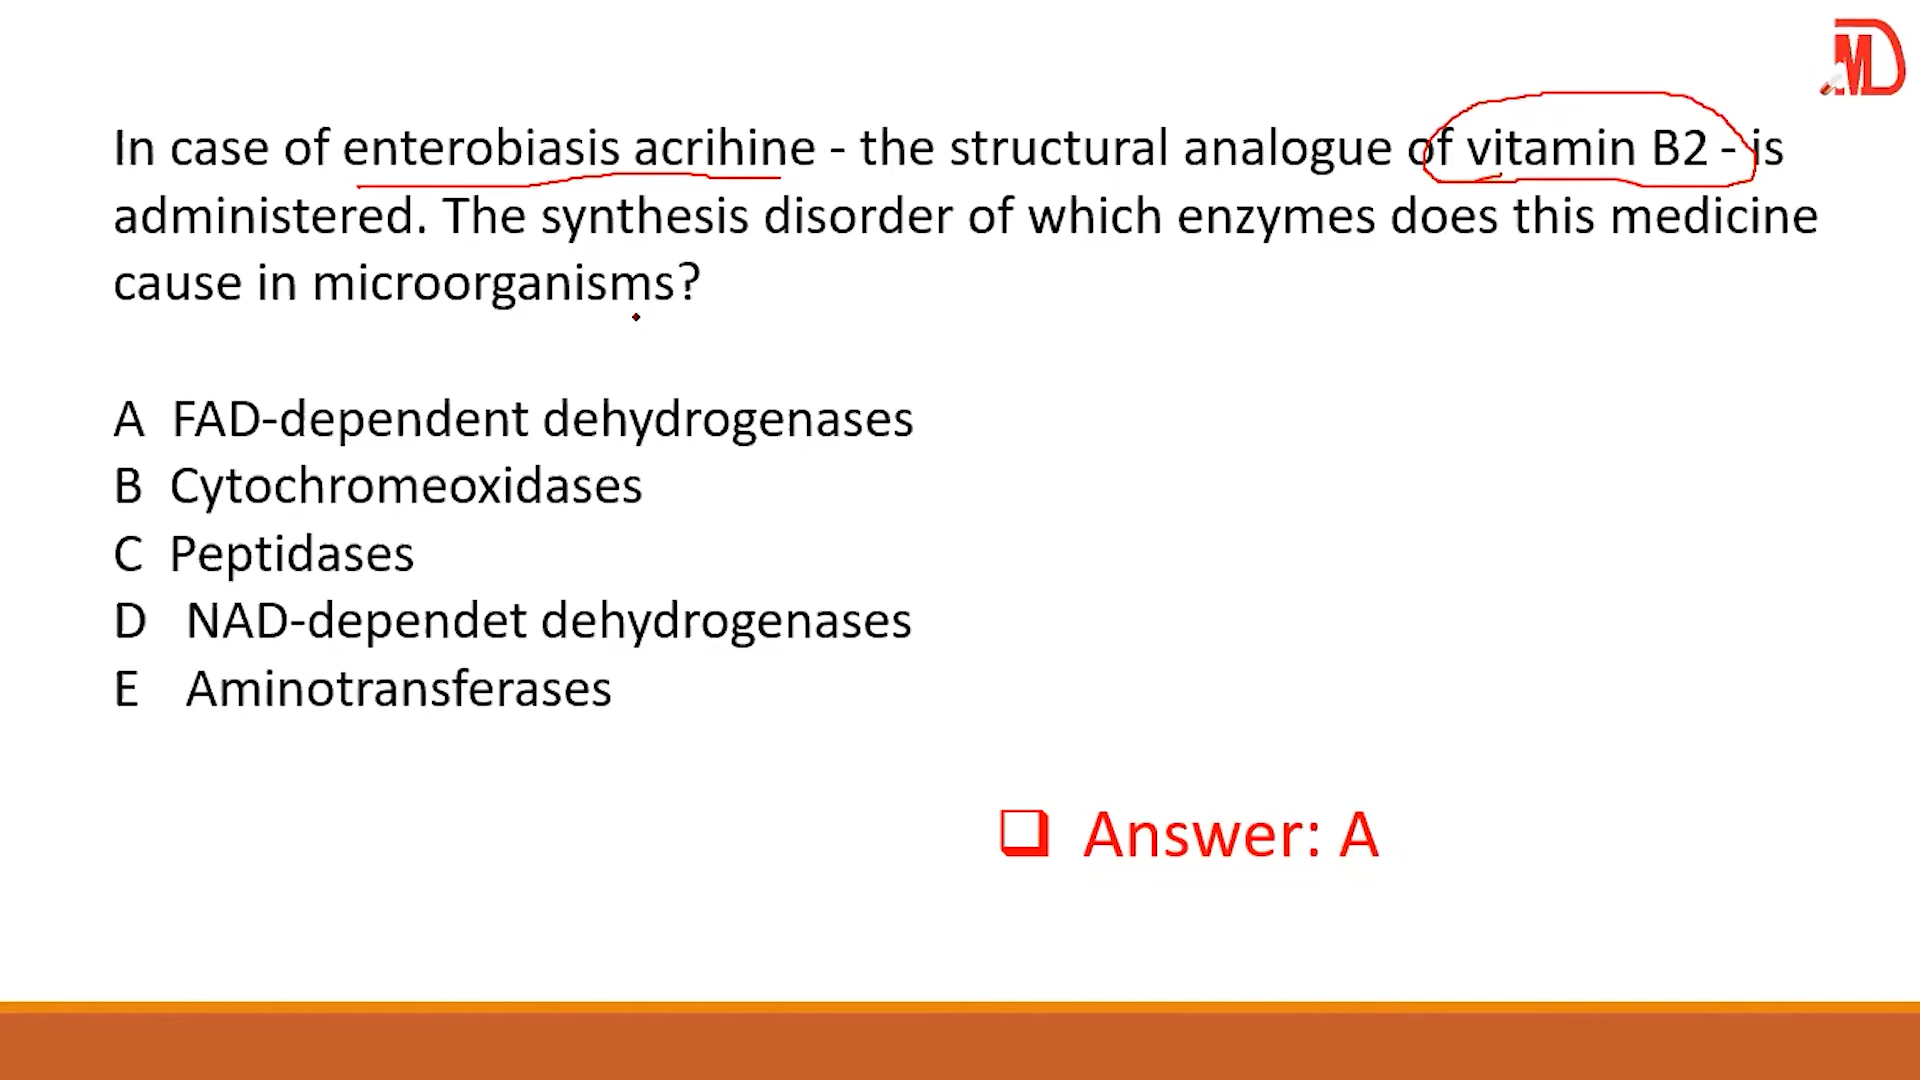 MD
In case of enterobiasis acrihine - the structural analogue of vitamin B2 - is
administered. The synthesis disorder of which enzymes does this medicine
cause in microorganisms?
A FAD-dependent dehydrogenases
B Cytochromeoxidases
C Peptidases
D NAD-dependet dehydrogenases
E Aminotransferases
Answer: A